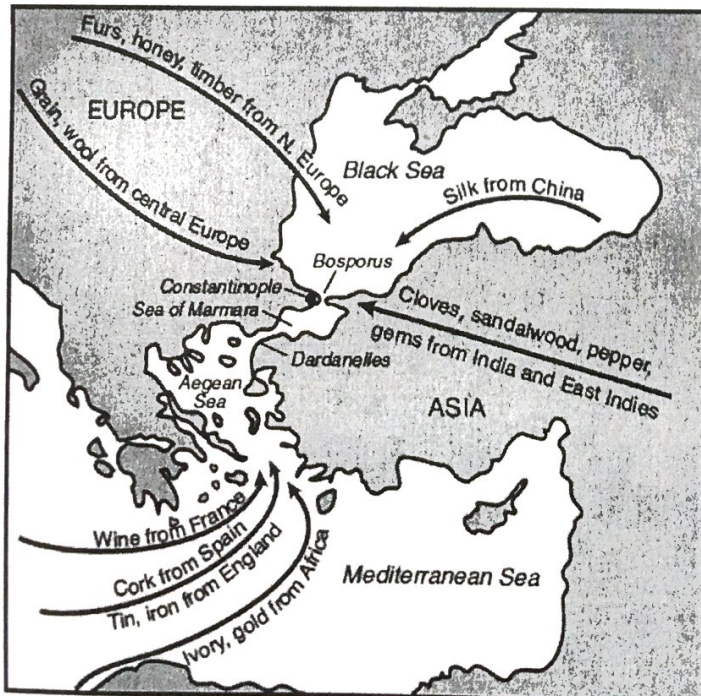 Furs, honey, timber from N. Europe
Grain, wool from central Europe
EUROPE
Black Sea
Silk from China
Bosporus
Constantinople
Sea of Marmara
Cloves, sandalwood, pepper,
gems from India and East Indies
Dardanelles
Aegean
Sea
ASIA
Wine from France
Cork from Spain
Tin, iron from England
Ivory, gold from Africa
Mediterranean Sea